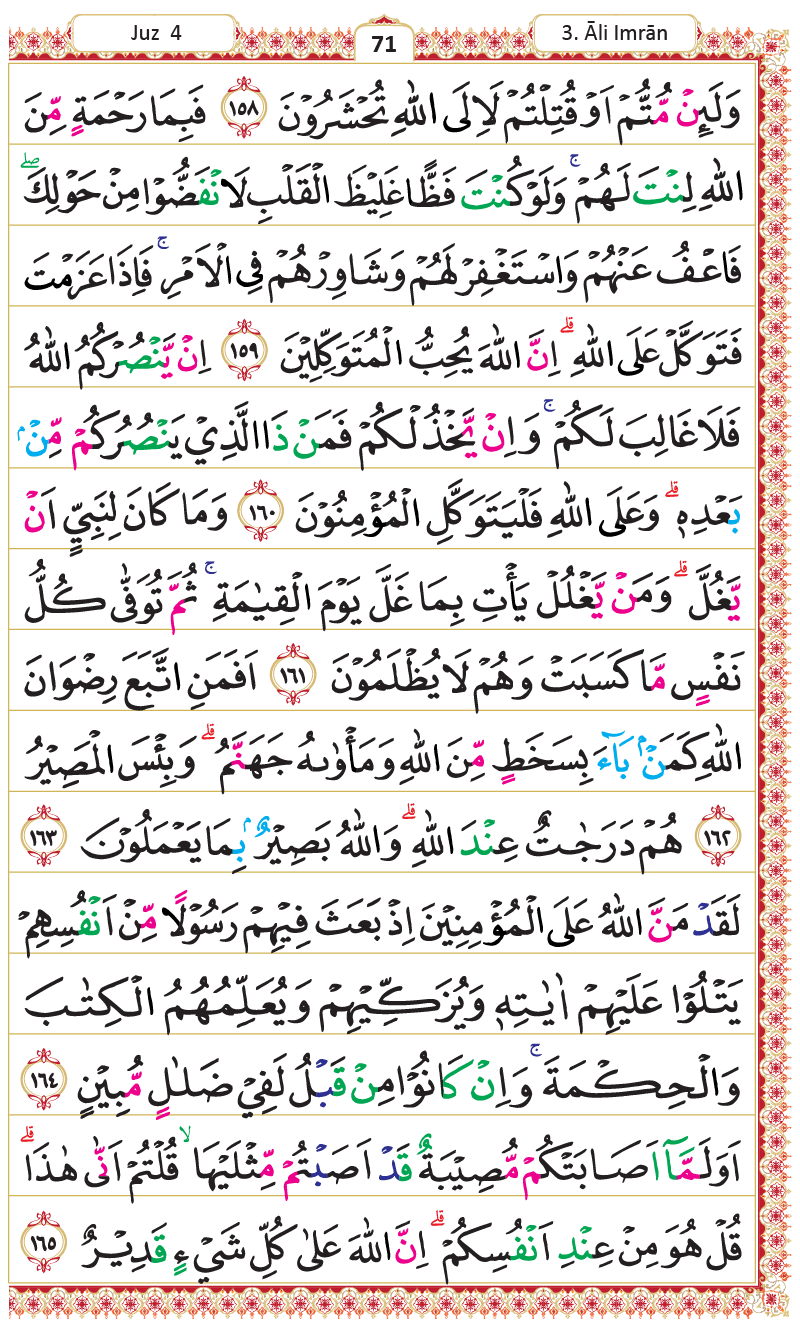 Juz 4
71
3. Āli Imrān
وَلَىِٕنْ مُّتُّمْ اَوْ قُتِلْتُمْ لَاِلَى اللّٰهِ تُحْشَرُوْنَ ١٥٨ فَبِمَا رَحْمَةٍ مِّنَ
اللّٰهِ لِنْتَ لَهُمْ ۚ وَلَوْ كُنْتَ فَظًّا غَلِيْظَ الْقَلْبِ لَانْفَضُّوْا مِنْ حَوْلِكَ ۖ
فَاعْفُ عَنْهُمْ وَاسْتَغْفِرْ لَهُمْ وَشَاوِرْهُمْ فِى الْاَمْرِ ۚ فَاِذَا عَزَمْتَ
فَتَوَكَّلْ عَلَى اللّٰهِ ۗ اِنَّ اللّٰهَ يُحِبُّ الْمُتَوَكِّلِيْنَ ١٥٩ اِنْ يَّنْصُرْكُمُ اللّٰهُ
فَلَا غَالِبَ لَكُمْ ۚ وَاِنْ يَّخْذُلْكُمْ فَمَنْ ذَا الَّذِيْ يَنْصُرُكُمْ مِّنْۢ
بَعْدِهٖ ۗ وَعَلَى اللّٰهِ فَلْيَتَوَكَّلِ الْمُؤْمِنُوْنَ ١٦٠ وَمَا كَانَ لِنَبِيٍّ اَنْ
يَّغُلَّ ۗ وَمَنْ يَّغْلُلْ يَأْتِ بِمَا غَلَّ يَوْمَ الْقِيٰمَةِ ۚ ثُمَّ تُوَفّٰى كُلُّ
نَفْسٍ مَّا كَسَبَتْ وَهُمْ لَا يُظْلَمُوْنَ ١٦١ اَفَمَنِ اتَّبَعَ رِضْوَانَ
اللّٰهِ كَمَنْۢ بَاۤءَ بِسَخَطٍ مِّنَ اللّٰهِ وَمَأْوٰىهُ جَهَنَّمُ ۗ وَبِئْسَ الْمَصِيْرُ
١٦٢ هُمْ دَرَجٰتٌ عِنْدَ اللّٰهِ ۗ وَاللّٰهُ بَصِيْرٌۢ بِمَا يَعْمَلُوْنَ ١٦٣
لَقَدْ مَنَّ اللّٰهُ عَلَى الْمُؤْمِنِيْنَ اِذْ بَعَثَ فِيْهِمْ رَسُوْلًا مِّنْ اَنْفُسِهِمْ
يَتْلُوْا عَلَيْهِمْ اٰيٰتِهٖ وَيُزَكِّيْهِمْ وَيُعَلِّمُهُمُ الْكِتٰبَ
وَالْحِكْمَةَ ۚ وَاِنْ كَانُوْا مِنْ قَبْلُ لَفِيْ ضَلٰلٍ مُّبِيْنٍ ١٦٤
اَوَلَمَّآ اَصَابَتْكُمْ مُّصِيْبَةٌ قَدْ اَصَبْتُمْ مِّثْلَيْهَا ۙ قُلْتُمْ اَنّٰى هٰذَا ۗ
قُلْ هُوَ مِنْ عِنْدِ اَنْفُسِكُمْ ۗ اِنَّ اللّٰهَ عَلٰى كُلِّ شَيْءٍ قَدِيْرٌ ١٦٥